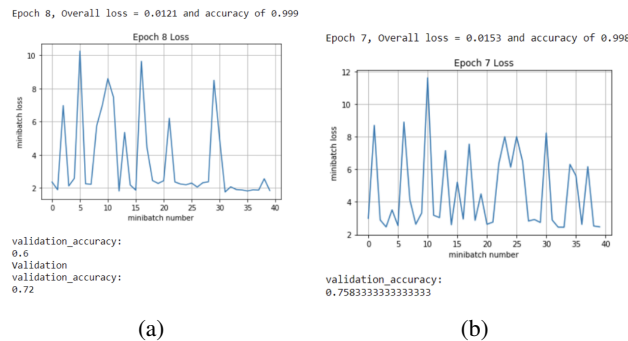 Epoch 8, Overall loss = 0.0121 and accuracy of 0.999
Epoch 8 Loss
minibatch loss
10
8
6
4
2
0 5 10 15 20 25 30 35 40
minibatch number
validation_accuracy:
0.6
Validation
validation_accuracy:
0.72
(a)
Epoch 7, Overall loss = 0.0153 and accuracy of 0.998
Epoch 7 Loss
minibatch loss
12
10
8
6
4
2
0 5 10 15 20 25 30 35 40
minibatch number
validation_accuracy:
0.7583333333333333
(b)